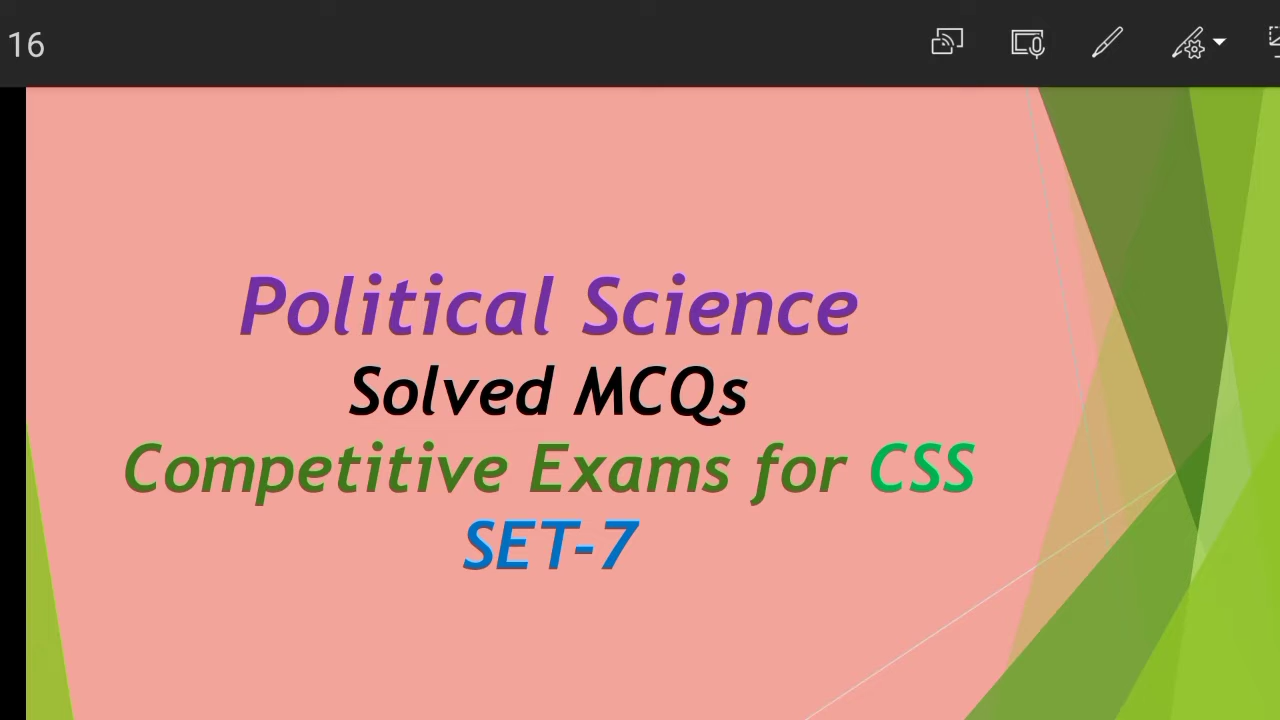 16
Political Science
Solved MCQs
Competitive Exams for CSS
SET-7